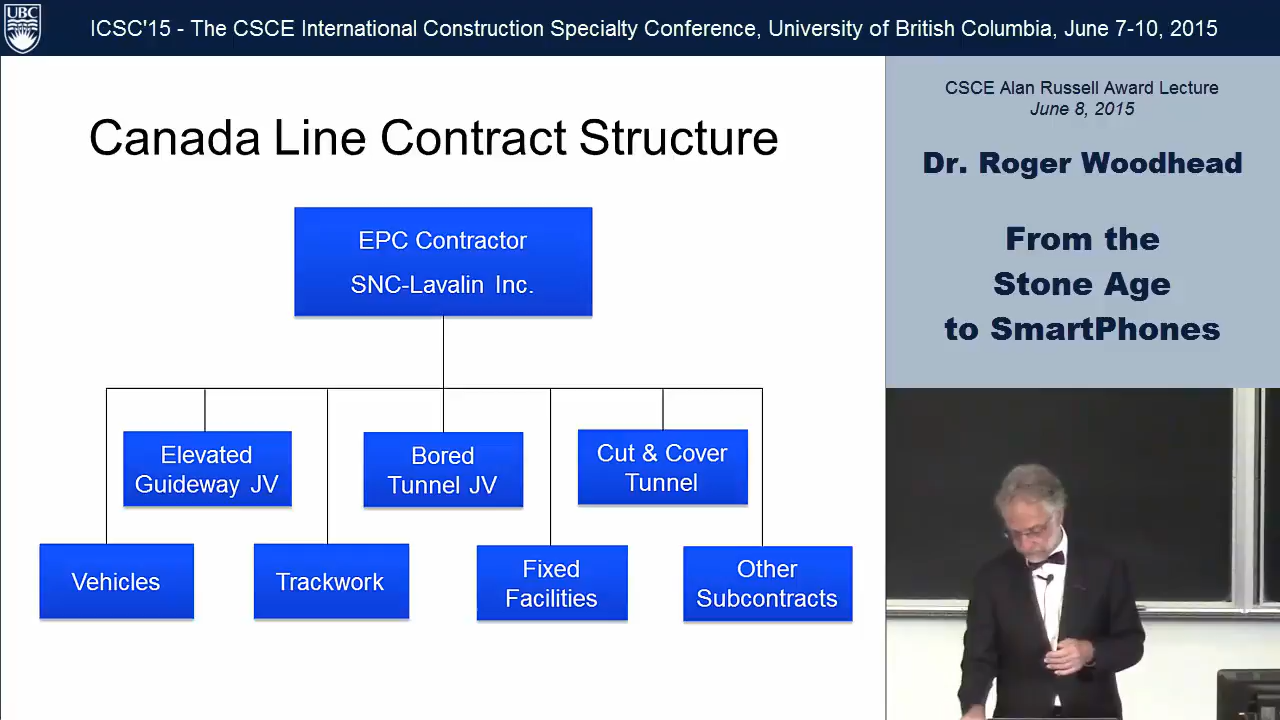 UBC
ICSC'15 - The CSCE International Construction Specialty Conference, University of British Columbia, June 7-10, 2015
Canada Line Contract Structure
EPC Contractor
SNC-Lavalin Inc.
Elevated
Guideway JV
Bored
Tunnel JV
Cut & Cover
Tunnel
Vehicles
Trackwork
Fixed
Facilities
Other
Subcontracts
CSCE Alan Russell Award Lecture
June 8, 2015
Dr. Roger Woodhead
From the
Stone Age
to SmartPhones